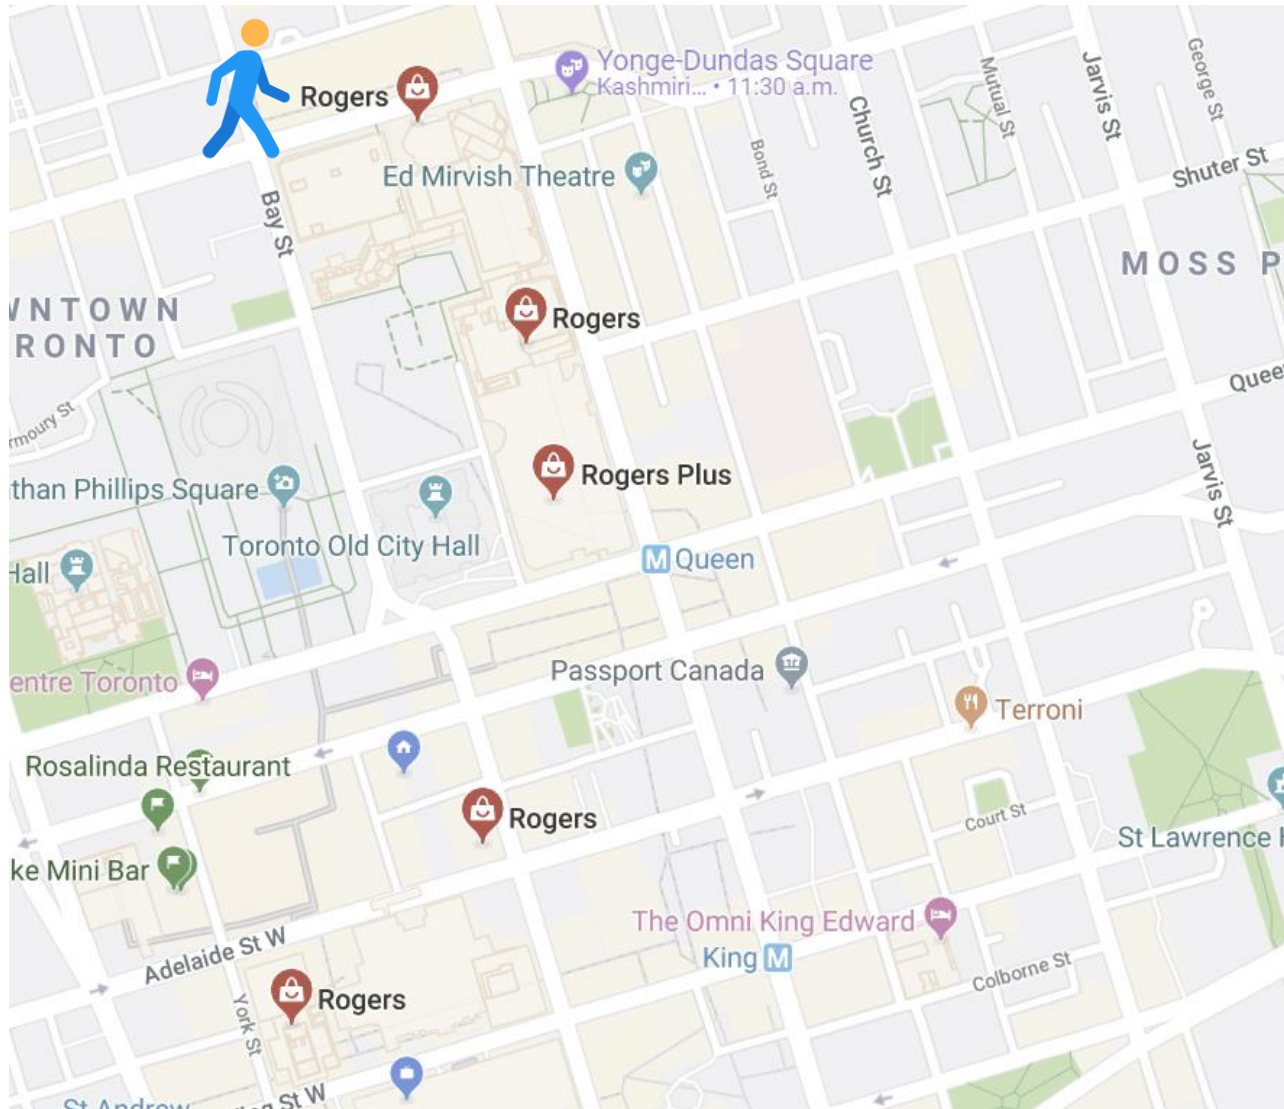 Yonge-Dundas Square
Kashmiri... • 11:30 a.m.
Rogers
Jarvis St
George St
Mutual St
Church St
Bond St
Shuter St
Ed Mirvish Theatre
Bay St
MOSS P
WNTOWN
RONTO
Rogers
Queen
rmoury St
Jarvis St
Rogers Plus
than Phillips Square
Toronto Old City Hall
M Queen
Hall
Passport Canada
entre Toronto
Terroni
Rosalinda Restaurant
Rogers
Court St
St Lawrence H
ke Mini Bar
The Omni King Edward
Adelaide St W
King M
Colborne St
Rogers
York St
St Andrew
ng St W